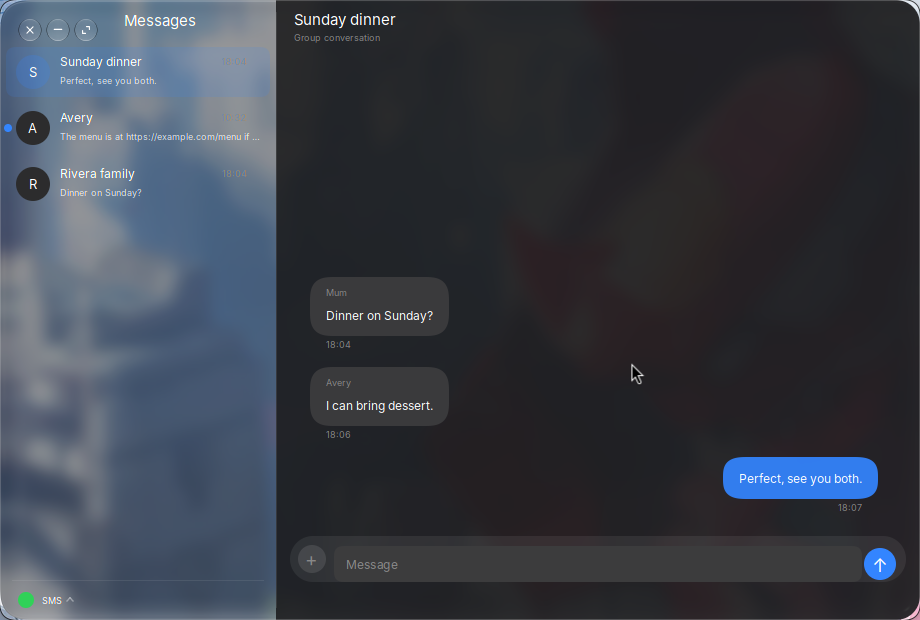 Messages
Sunday dinner
18:04
Perfect, see you both.
Avery
The menu is at https://example.com/menu if ...
Rivera family
18:04
Dinner on Sunday?
SMS
Sunday dinner
Group conversation
Mum
Dinner on Sunday?
18:04
Avery
I can bring dessert.
18:06
Perfect, see you both.
18:07
Message
S
A
R